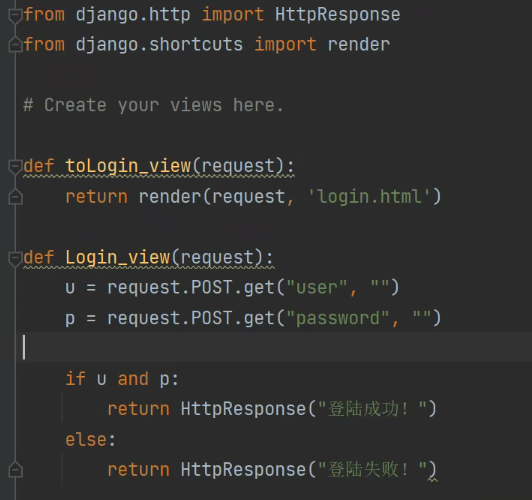 from django.http import HttpResponse
from django.shortcuts import render
# Create your views here.
def toLogin_view(request):
    return render(request, 'login.html')
def Login_view(request):
    u = request.POST.get("user", "")
    p = request.POST.get("password", "")
    if u and p:
        return HttpResponse("登陆成功！")
    else:
        return HttpResponse("登陆失败！")